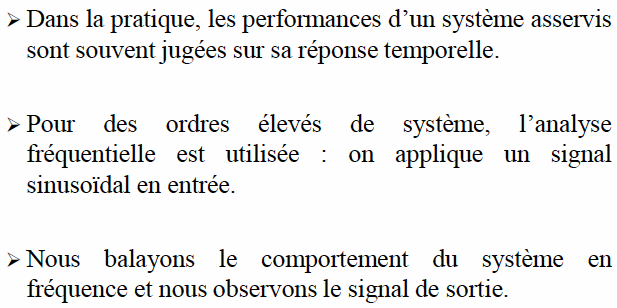 ➢ Dans la pratique, les performances d’un système asservis
sont souvent jugées sur sa réponse temporelle.
➢ Pour des ordres élevés de système, l’analyse
fréquentielle est utilisée : on applique un signal
sinusoïdal en entrée.
➢ Nous balayons le comportement du système en
fréquence et nous observons le signal de sortie.